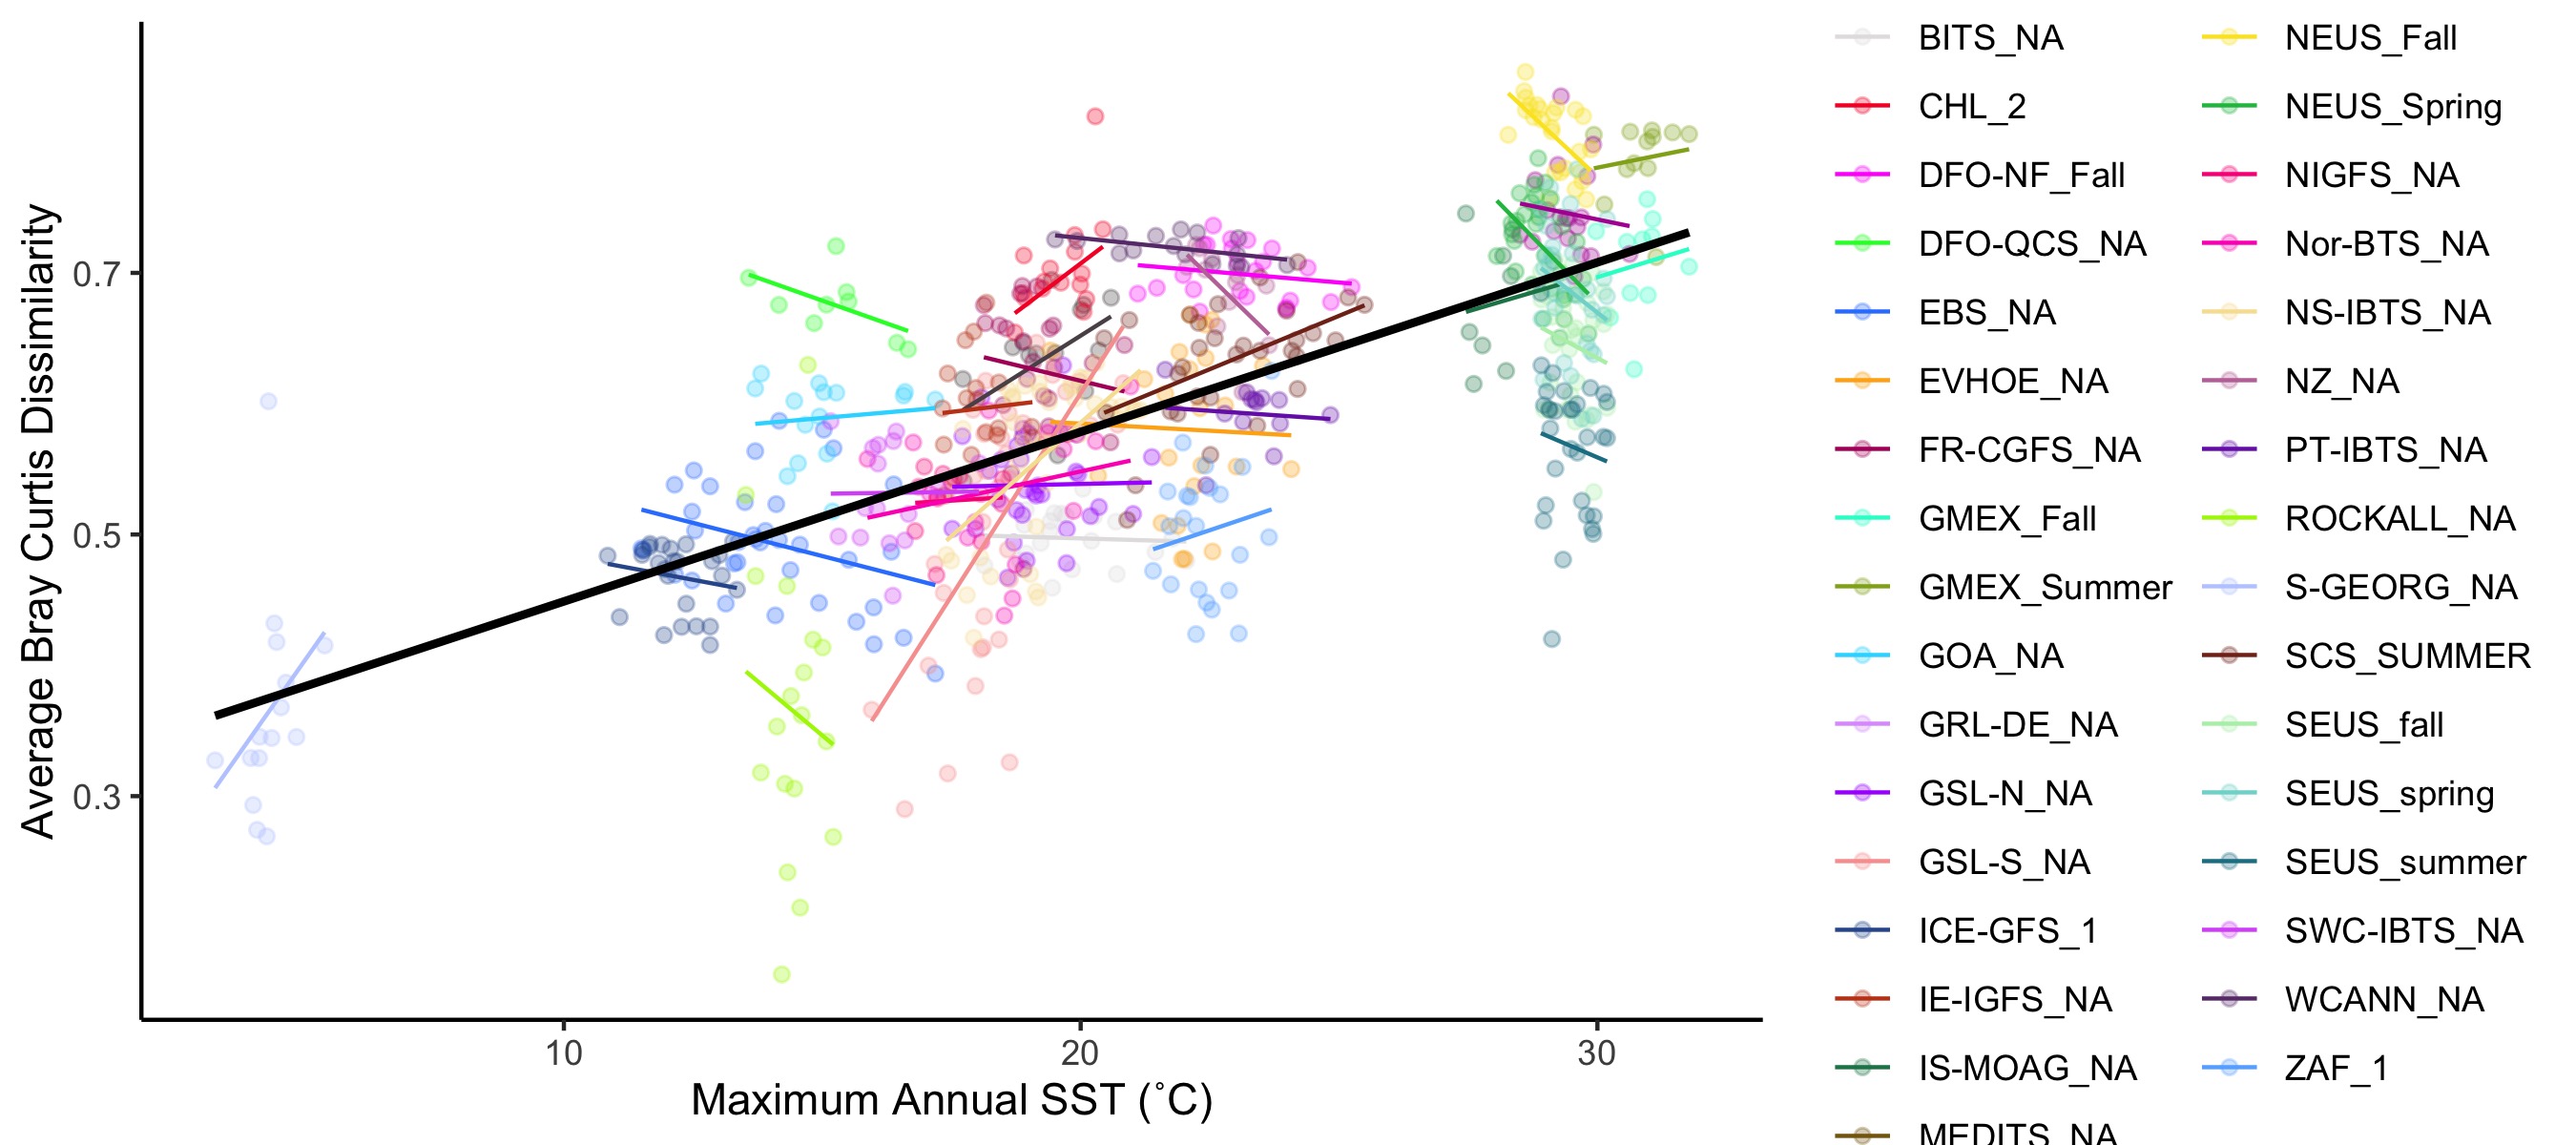 Average Bray Curtis Dissimilarity
0.7
0.5
0.3
10
20
30
Maximum Annual SST (˚C)
BITS_NA
CHL_2
DFO-NF_Fall
DFO-QCS_NA
EBS_NA
EVHOE_NA
FR-CGFS_NA
GMEX_Fall
GMEX_Summer
GOA_NA
GRL-DE_NA
GSL-N_NA
GSL-S_NA
ICE-GFS_1
IE-IGFS_NA
IS-MOAG_NA
MEDITS_NA
NEUS_Fall
NEUS_Spring
NIGFS_NA
Nor-BTS_NA
NS-IBTS_NA
NZ_NA
PT-IBTS_NA
ROCKALL_NA
S-GEORG_NA
SCS_SUMMER
SEUS_fall
SEUS_spring
SEUS_summer
SWC-IBTS_NA
WCANN_NA
ZAF_1